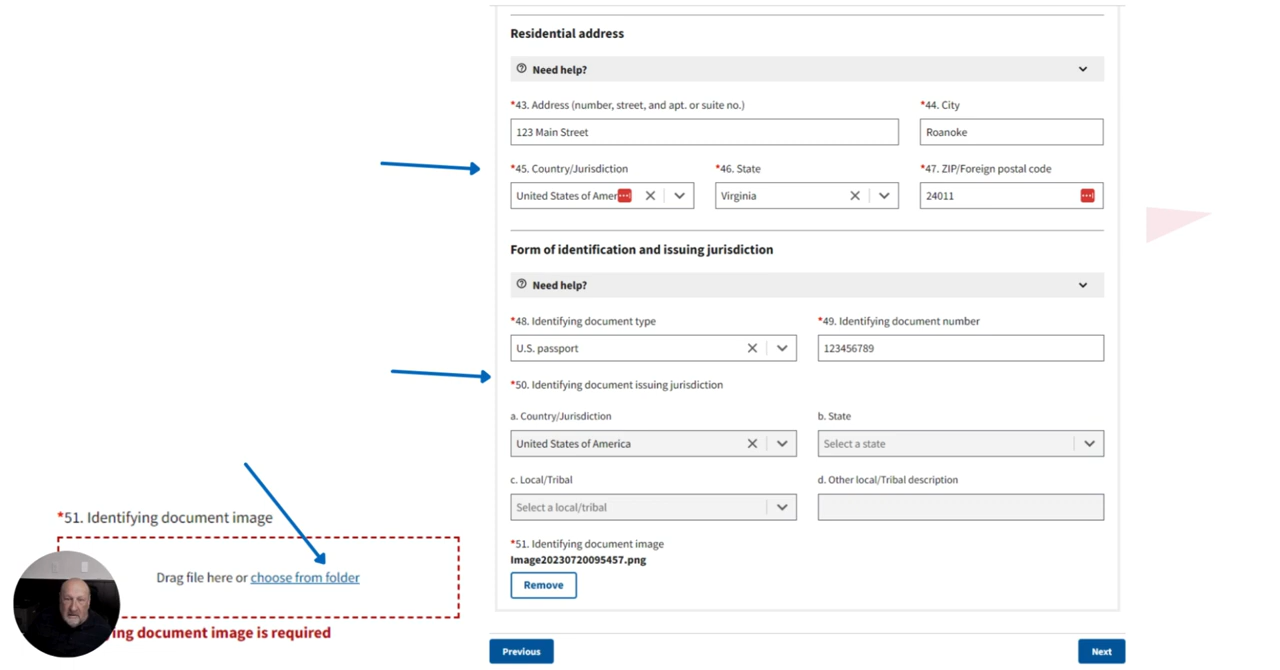 Residential address
Need help?
*43. Address (number, street, and apt. or suite no.)
*44. City
123 Main Street
Roanoke
*45. Country/Jurisdiction
*46. State
*47. ZIP/Foreign postal code
United States of Amer
Virginia
24011
Form of identification and issuing jurisdiction
Need help?
*48. Identifying document type
*49. Identifying document number
U.S. passport
123456789
*50. Identifying document issuing jurisdiction
a. Country/Jurisdiction
b. State
United States of America
Select a state
c. Local/Tribal
d. Other local/Tribal description
Select a local/tribal
*51. Identifying document image
Image20230720095457.png
Remove
*51. Identifying document image
Drag file here or choose from folder
ing document image is required
Previous
Next